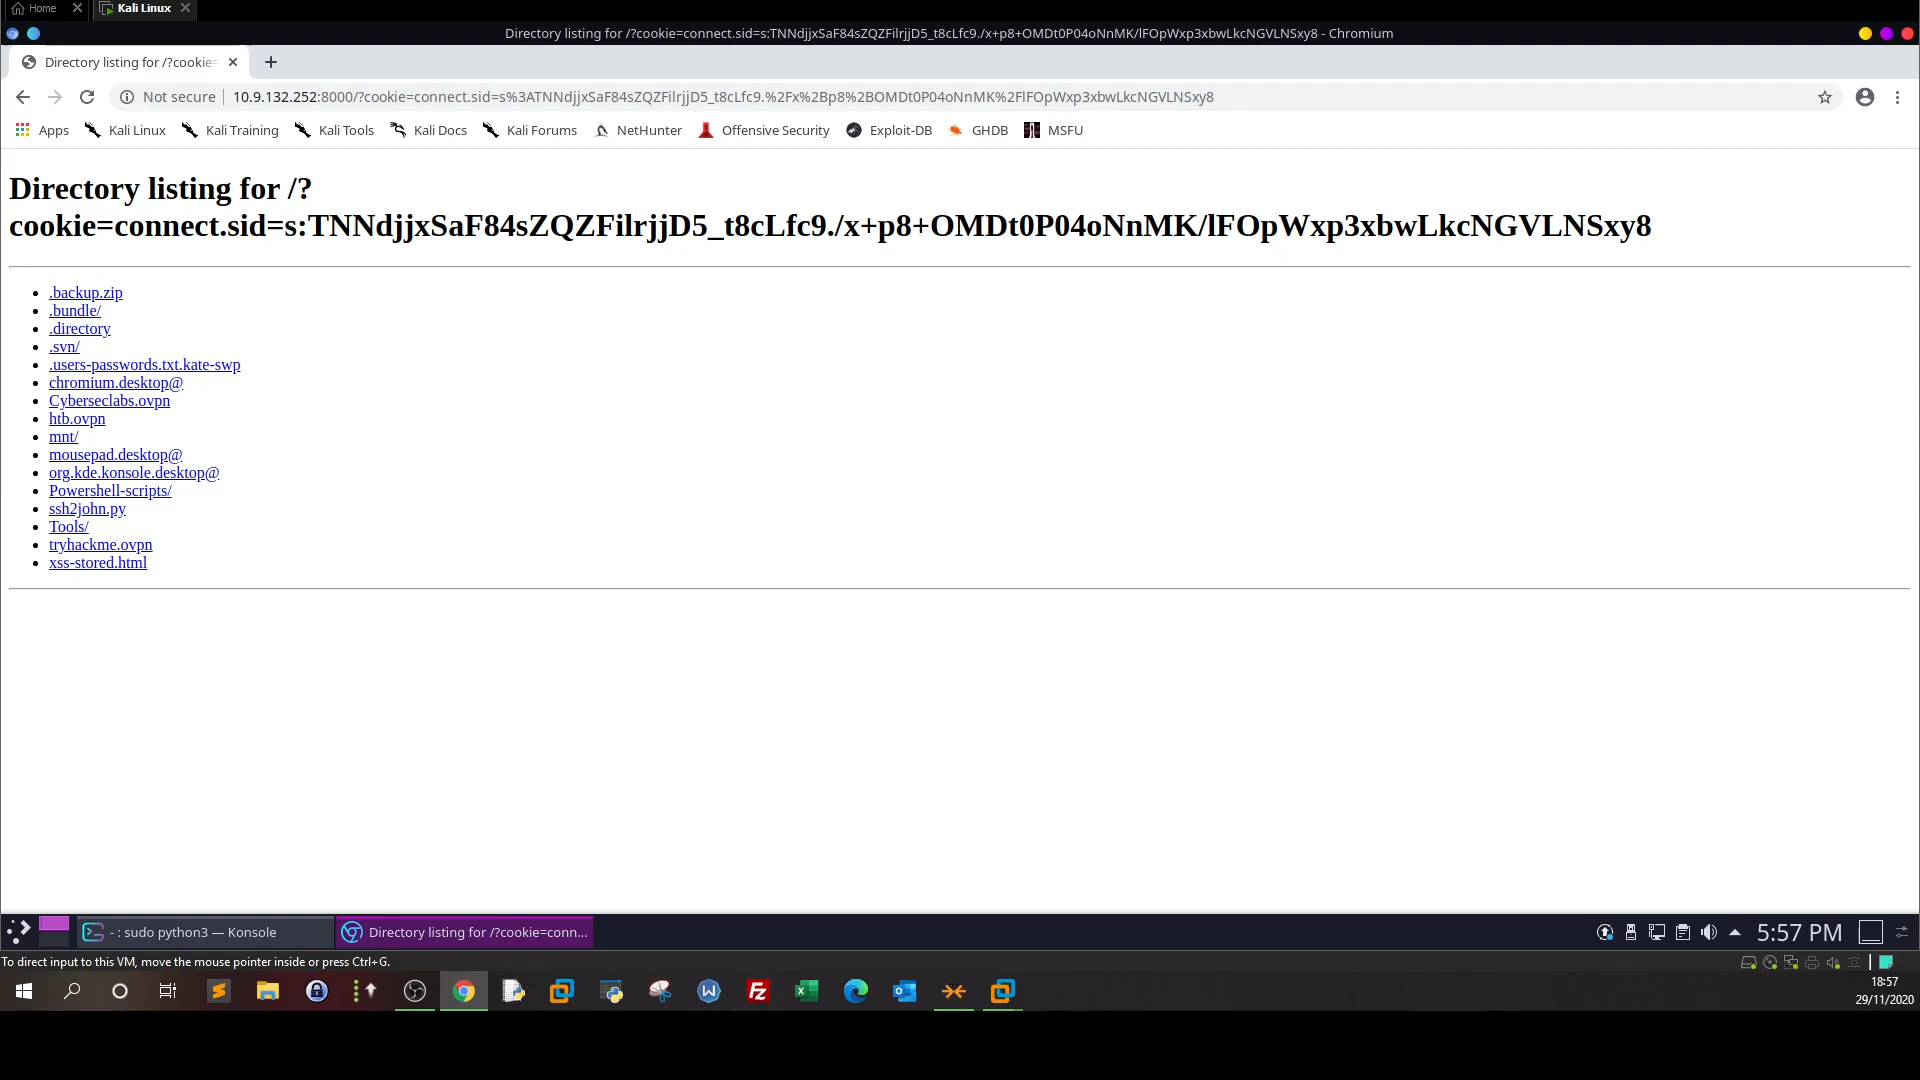 Home
Kali Linux
Directory listing for /?cookie=connect.sid=s:TNNdjjxSaF84sZQZFilrjjD5_t8cLfc9./x+p8+OMDt0P04oNnMK/lFOpWxp3xbwLkcNGVLNSxy8 - Chromium
Directory listing for /?cookie=
Not secure 10.9.132.252:8000/?cookie=connect.sid=s%3ATNNdjjxSaF84sZQZFilrjjD5_t8cLfc9.%2Fx%2Bp8%2BOMDt0P04oNnMK%2FlFOpWxp3xbwLkcNGVLNSxy8
Apps Kali Linux Kali Training Kali Tools Kali Docs Kali Forums NetHunter Offensive Security Exploit-DB GHDB MSFU
Directory listing for /?
cookie=connect.sid=s:TNNdjjxSaF84sZQZFilrjjD5_t8cLfc9./x+p8+OMDt0P04oNnMK/lFOpWxp3xbwLkcNGVLNSxy8
.backup.zip
.bundle/
.directory
.svn/
.users-passwords.txt.kate-swp
chromium.desktop@
Cyberseclabs.ovpn
htb.ovpn
mnt/
mousepad.desktop@
org.kde.konsole.desktop@
Powershell-scripts/
ssh2john.py
Tools/
tryhackme.ovpn
xss-stored.html
- : sudo python3 — Konsole
Directory listing for /?cookie=conn...
5:57 PM
To direct input to this VM, move the mouse pointer inside or press Ctrl+G.
18:57
29/11/2020